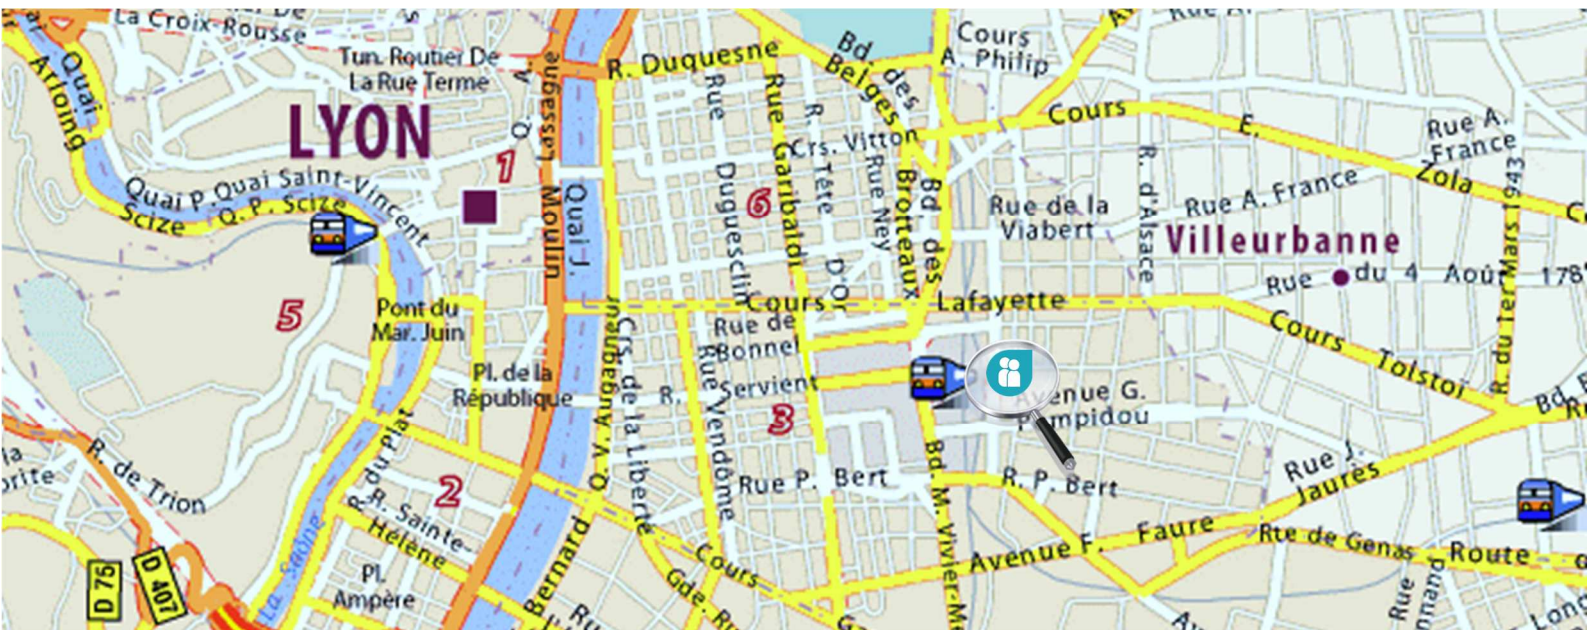 La Croix-Rousse
Tun. Routier De
La Rue Terme
LYON
Quai
Arloing
Quai P.
Scize
Quai Saint-Vincent
Q. P. Scize
1
Lassagne
Moulin
Quai J.
R. Duquesne
Bd. des
Belges
Cours
A. Philip
Cours
E.
Zola
Rue A.
France
Rue
Duguesclin
Rue
Garibaldi
R.
Tête
D'Or
Crs. Vitton
Rue Ney
Brotteaux
Bd. des
6
R. d'Alsace
Rue A. France
Rue de la
Viabert
Villeurbanne
Rue
du 4 Août
R. du 1er Mars 1943
5
Pont du
Mar. Juin
Cours
Lafayette
Cours
Tolstoï
Rue de
Bonnel
R.
Servient
Rue Vendôme
Crs. de la Liberte
Q. V. Augagneur
Pl. de la
République
3
Avenue G.
Pompidou
Rue J.
Jaurès
R. de Trion
R. du Plat
2
R. Sainte-
Hélène
Rue P. Bert
Bd. M. Vivier-Me
R. P. Bert
Avenue F.
Faure
Rte de Genas
Route
D 75
D 407
La Saône
Pl.
Ampère
Bernard
Cours
Gde. Ru
Rue